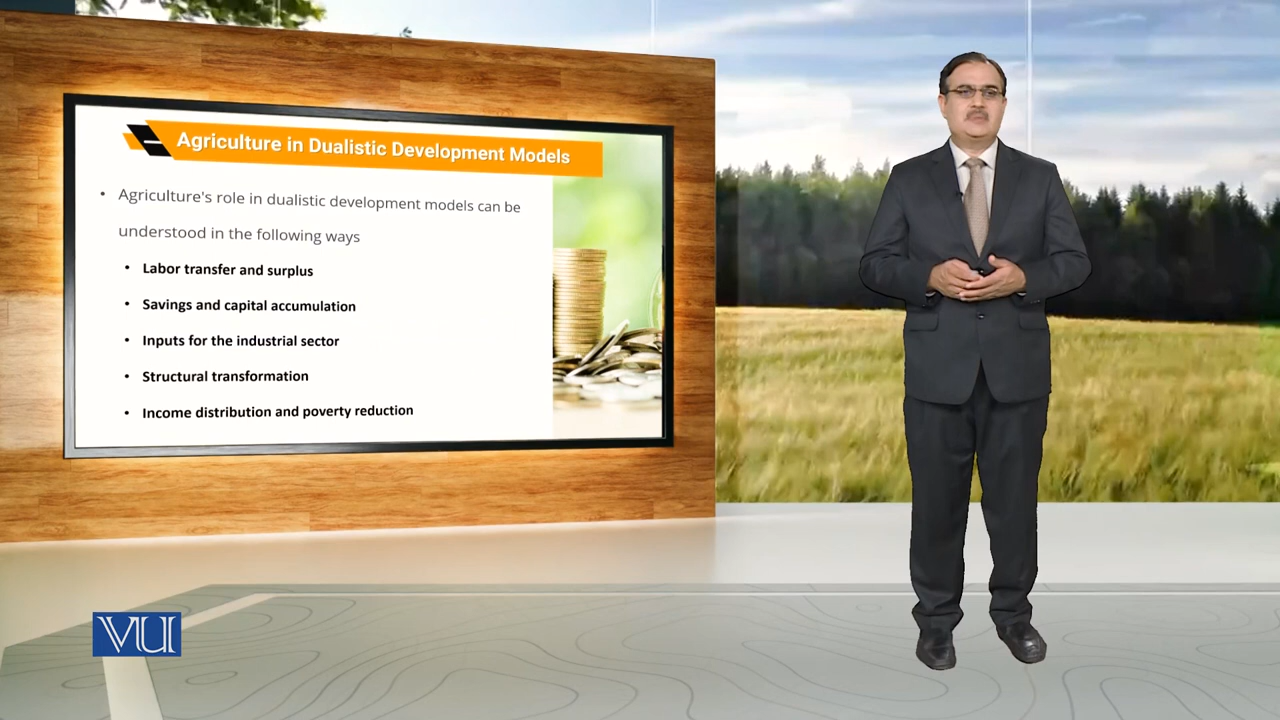 Agriculture in Dualistic Development Models
• Agriculture's role in dualistic development models can be
understood in the following ways
• Labor transfer and surplus
• Savings and capital accumulation
• Inputs for the industrial sector
• Structural transformation
• Income distribution and poverty reduction
VU